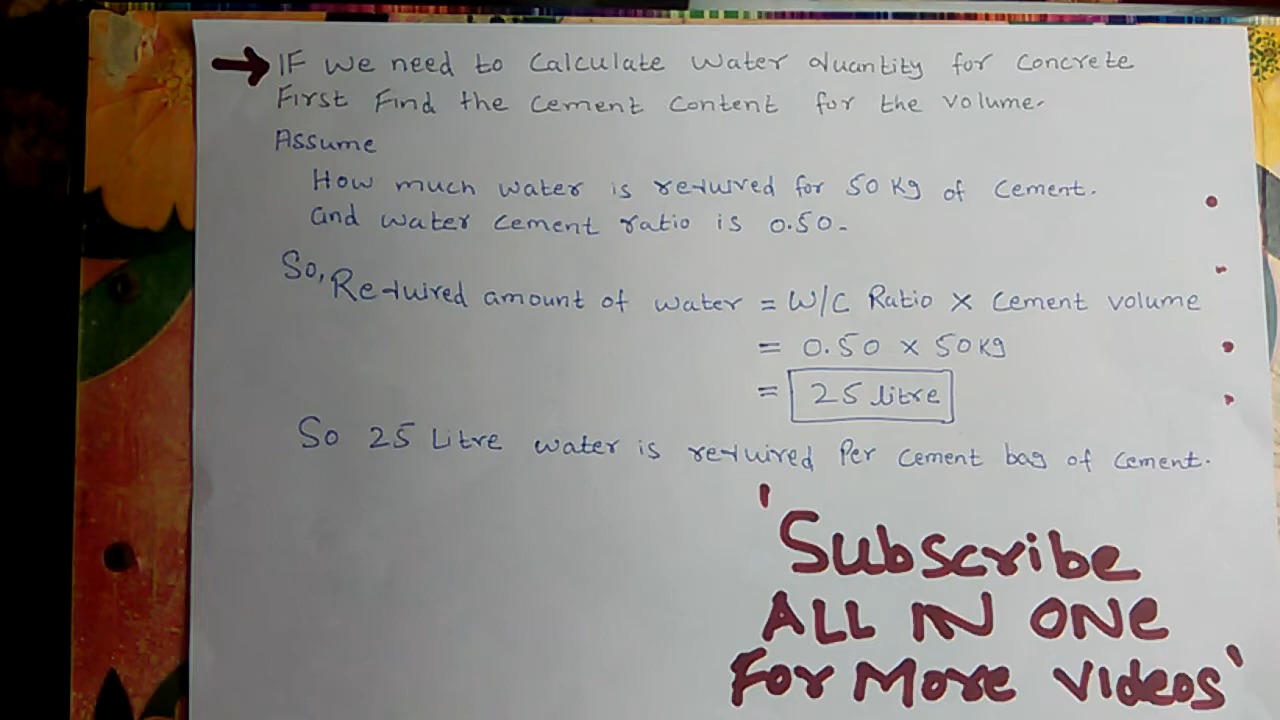 IF we need to calculate water quantity for concrete
First Find the cement content for the volume.
Assume
How much water is required for 50 kg of cement.
and water cement ratio is 0.50.
So, Required amount of water = W/C Ratio × cement volume
= 0.50 × 50 kg
= 25 litre
So 25 Litre water is required Per cement bag of cement.
'Subscribe
ALL IN ONE
For More Videos'